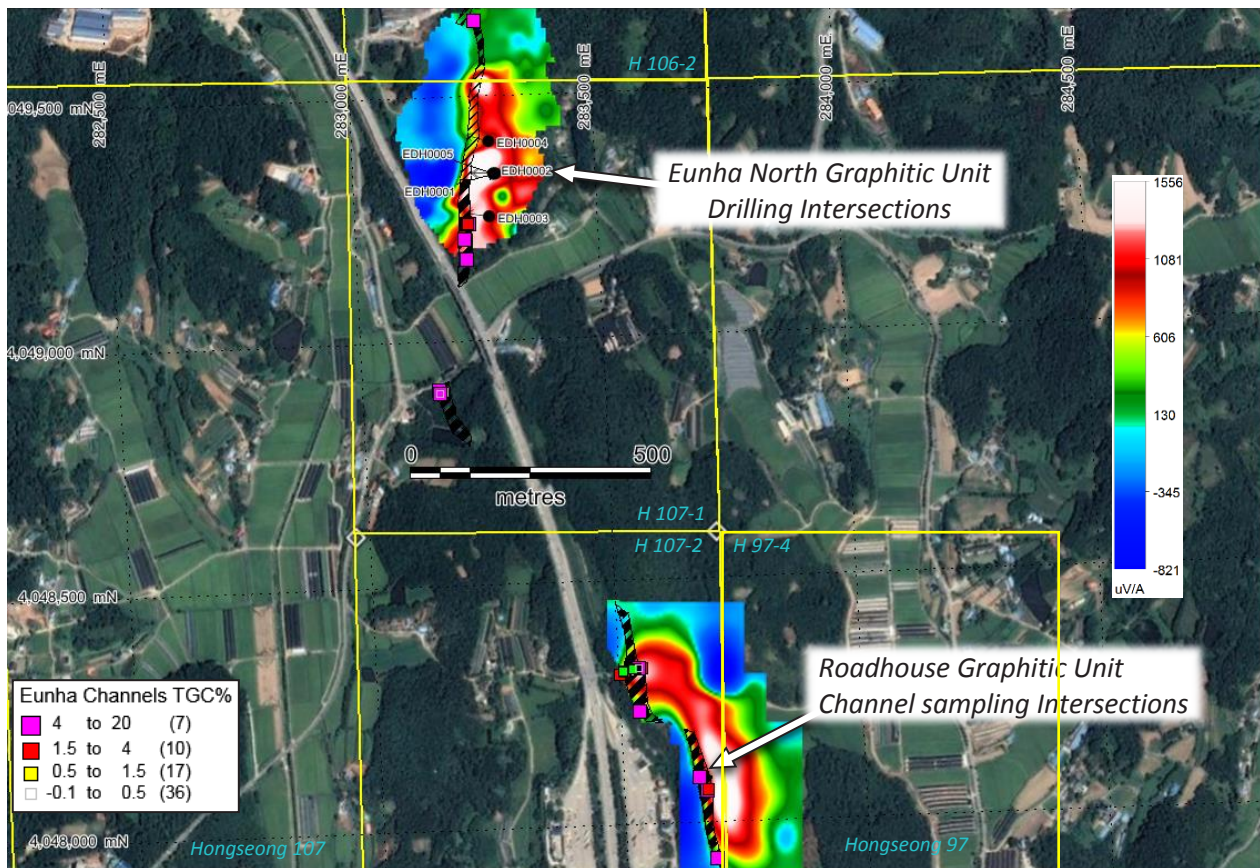 H 106-2
282,500 mE
283,000 mE
283,500 mE
284,000 mE
284,500 mE
049,500 mN
EDH0004
EDH0005
EDH0002
EDH0001
EDH0003
Eunha North Graphitic Unit
Drilling Intersections
1556
1081
606
130
-345
-821
uV/A
4,049,000 mN
0
500
metres
H 107-1
H 107-2
H 97-4
4,048,500 mN
Roadhouse Graphitic Unit
Channel sampling Intersections
Eunha Channels TGC%
4 to 20 (7)
1.5 to 4 (10)
0.5 to 1.5 (17)
-0.1 to 0.5 (36)
4,048,000 mN
Hongseong 107
Hongseong 97